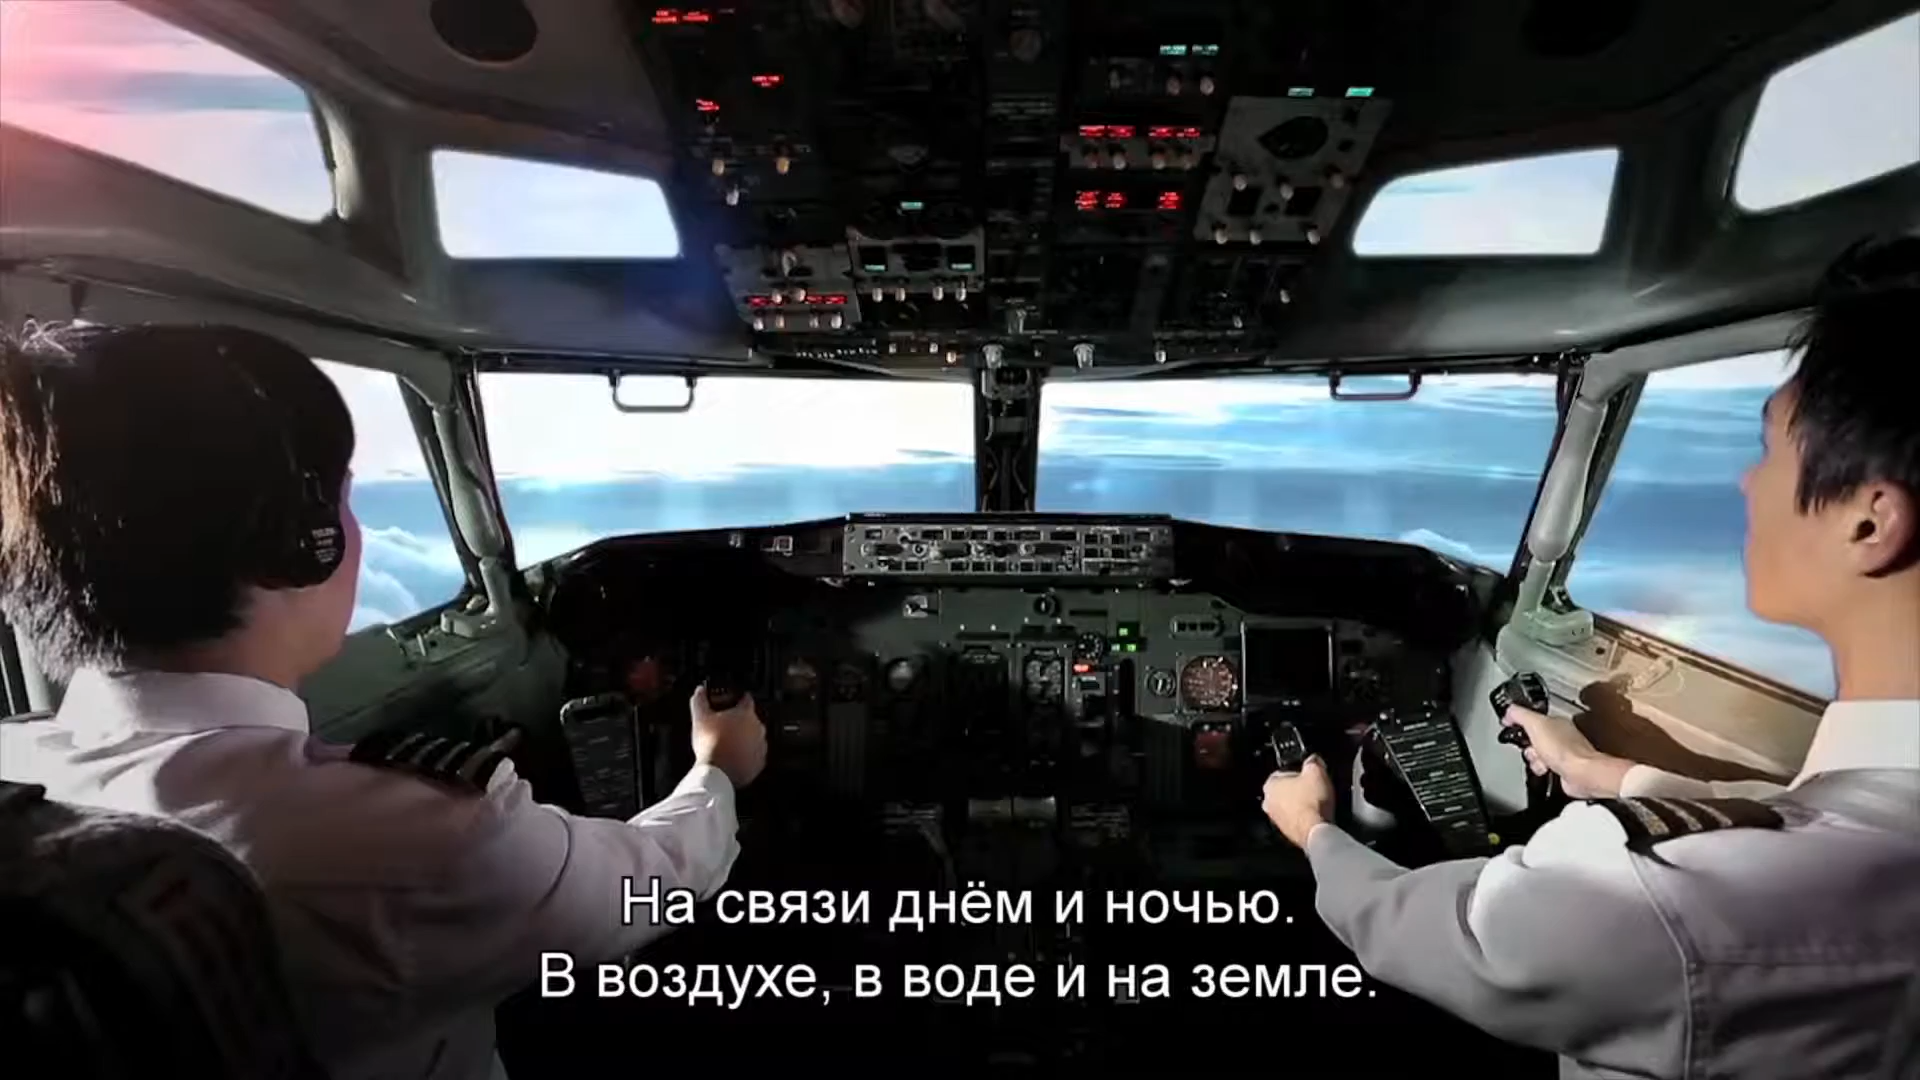 На связи днём и ночью.
В воздухе, в воде и на земле.